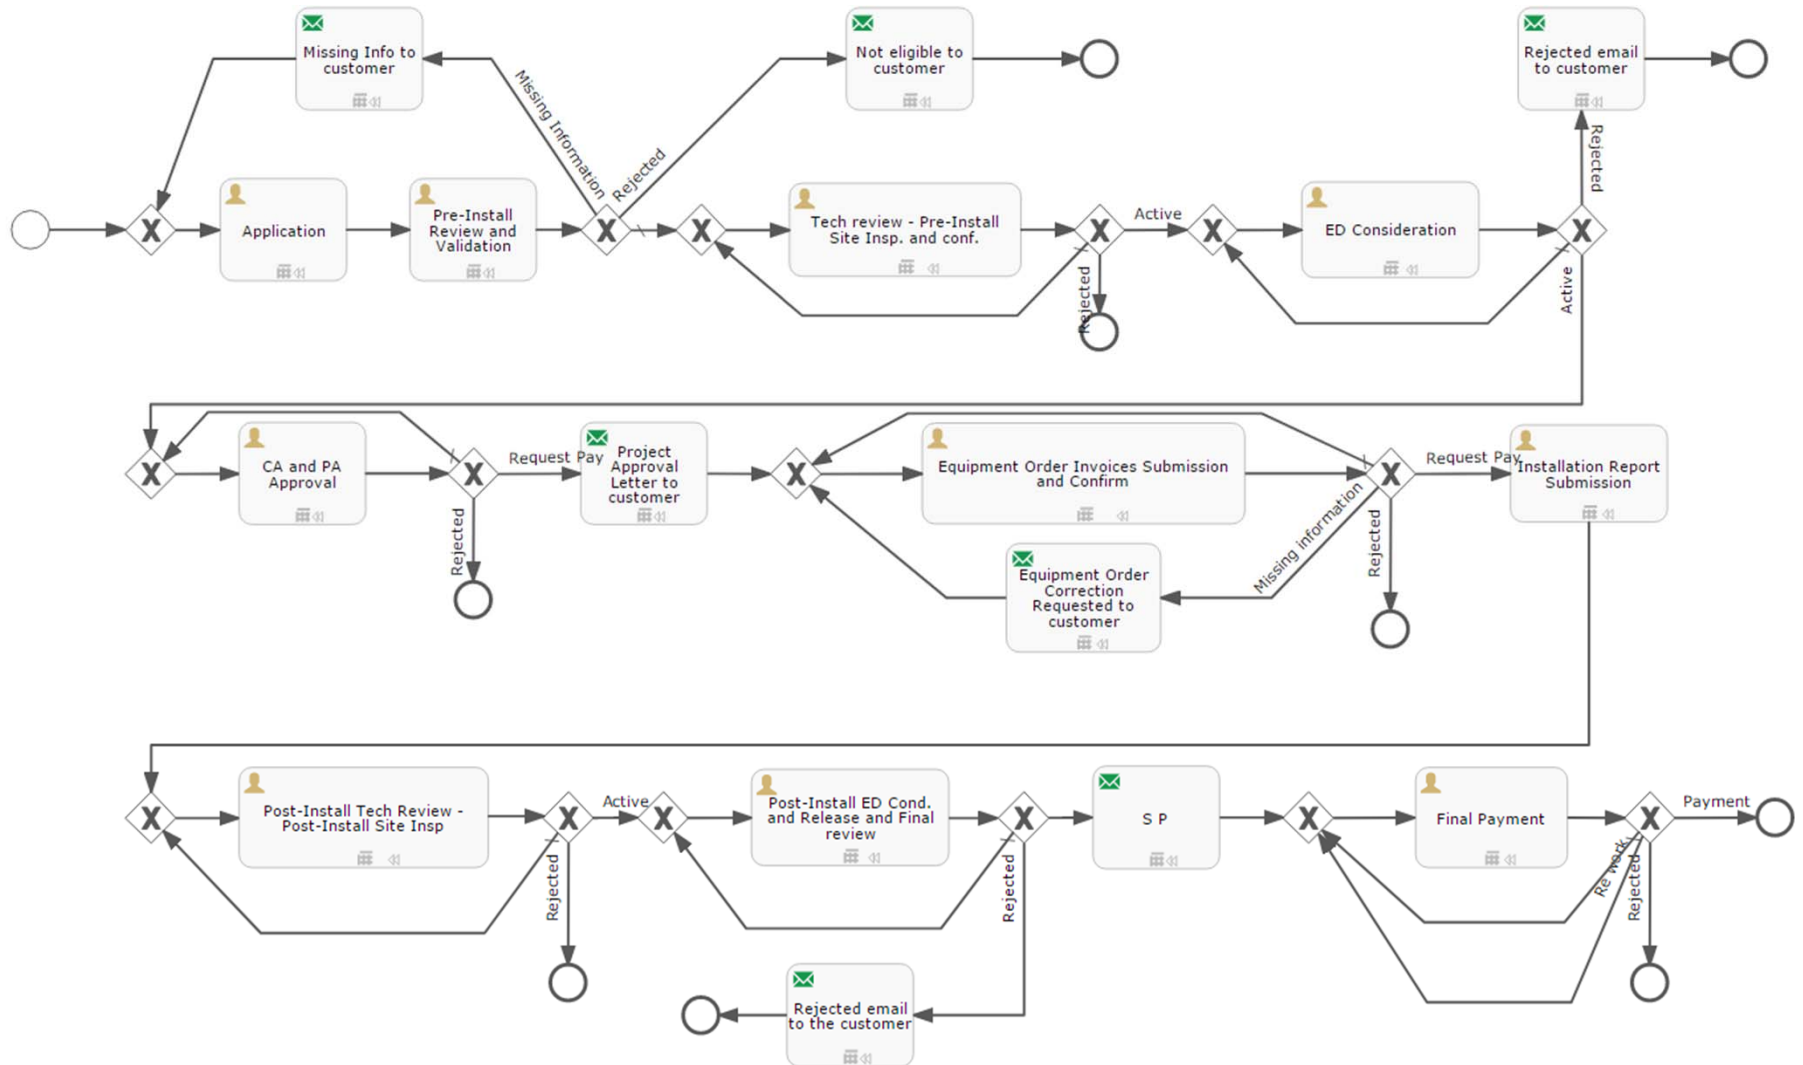 Missing Info to
customer
Not eligible to
customer
Rejected email
to customer
Missing Information
Rejected
Rejected
Application
Pre-Install
Review and
Validation
Tech review - Pre-Install
Site Insp. and conf.
Active
ED Consideration
Rejected
Active
CA and PA
Approval
Request Pay
Project
Approval
Letter to
customer
Equipment Order Invoices Submission
and Confirm
Request Pay
Installation Report
Submission
Rejected
Missing information
Rejected
Equipment Order
Correction
Requested to
customer
Post-Install Tech Review -
Post-Install Site Insp
Active
Post-Install ED Cond.
and Release and Final
review
S P
Final Payment
Payment
Rejected
Rejected
Re work
Rejected
Rejected email
to the customer